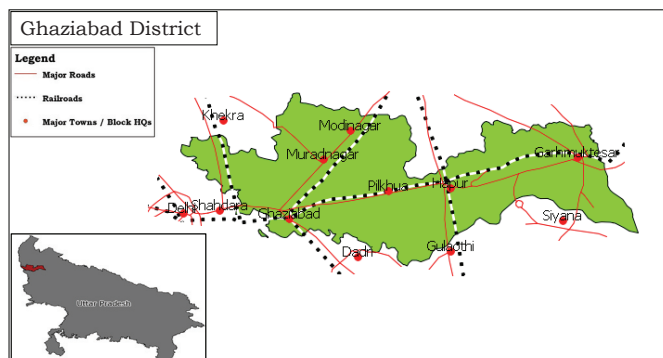 Ghaziabad District
Legend
Major Roads
Railroads
Major Towns / Block HQs
Khekra
Modinagar
Muradnagar
Garhmuktesar
Pilkhua
Hapur
Delhi
Shahdara
Ghaziabad
Siyana
Gulaothi
Dadri
Uttar Pradesh